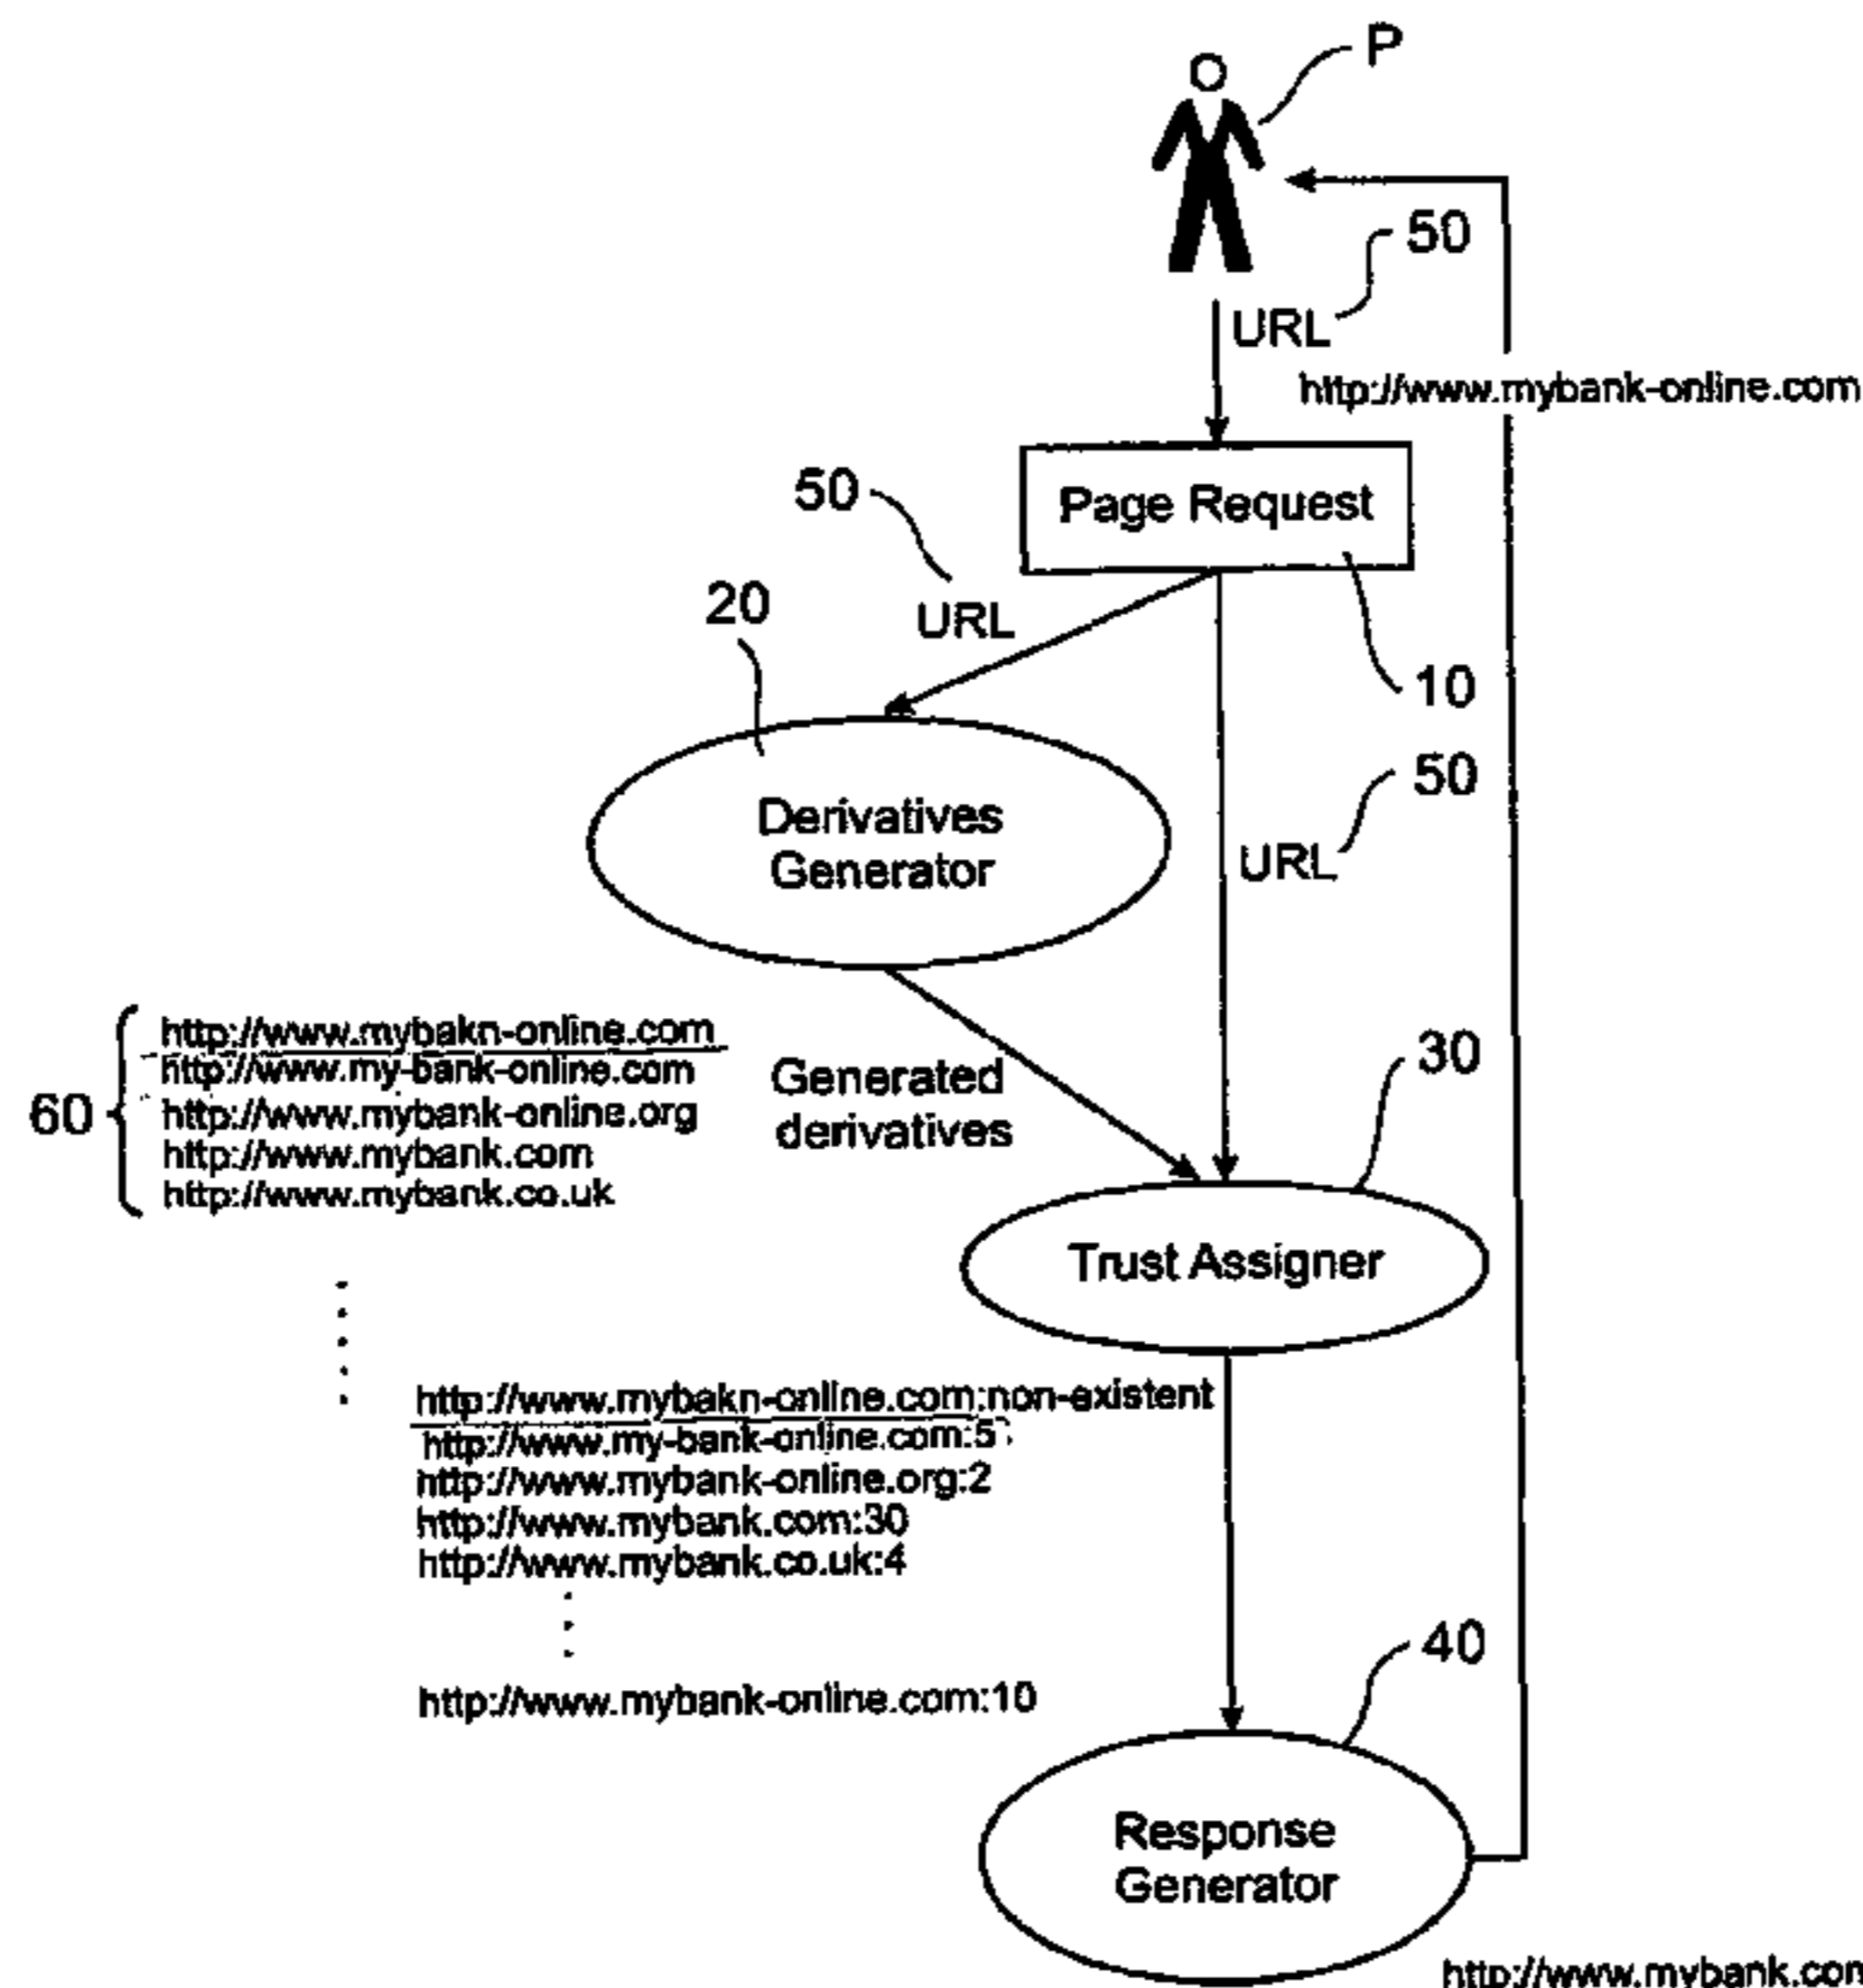 P
50
URL
http://www.mybank-online.com
50
Page Request
20
URL
10
50
Derivatives
Generator
URL
http://www.mybakn-online.com
http://www.my-bank-online.com
http://www.mybank-online.org
http://www.mybank.com
http://www.mybank.co.uk
60
Generated
derivatives
30
Trust Assigner
http://www.mybakn-online.com:non-existent
http://www.my-bank-online.com:5
http://www.mybank-online.org:2
http://www.mybank.com:30
http://www.mybank.co.uk:4
40
http://www.mybank-online.com:10
Response
Generator
http://www.mybank.com